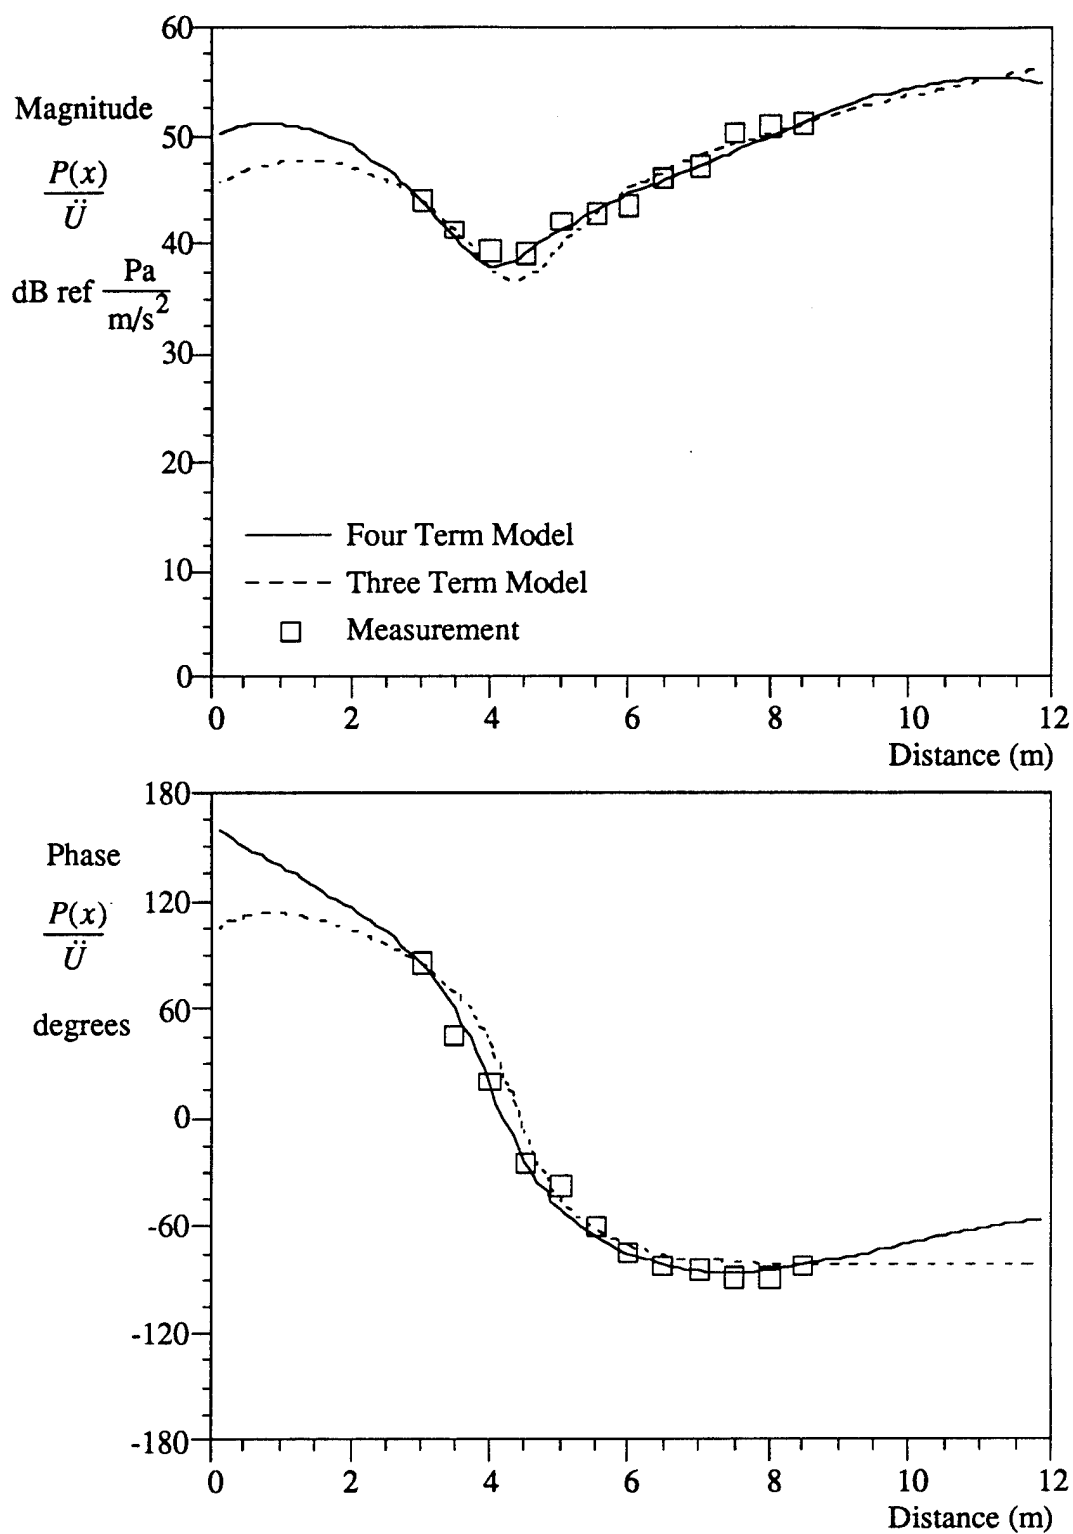 60
Magnitude
50
P(x)
Ü
40
dB ref Pa
m/s²
30
20
Four Term Model
10
Three Term Model
Measurement
0
0 2 4 6 8 10 12
Distance (m)
180
Phase
120
P(x)
Ü
60
degrees
0
-60
-120
-180
0 2 4 6 8 10 12
Distance (m)